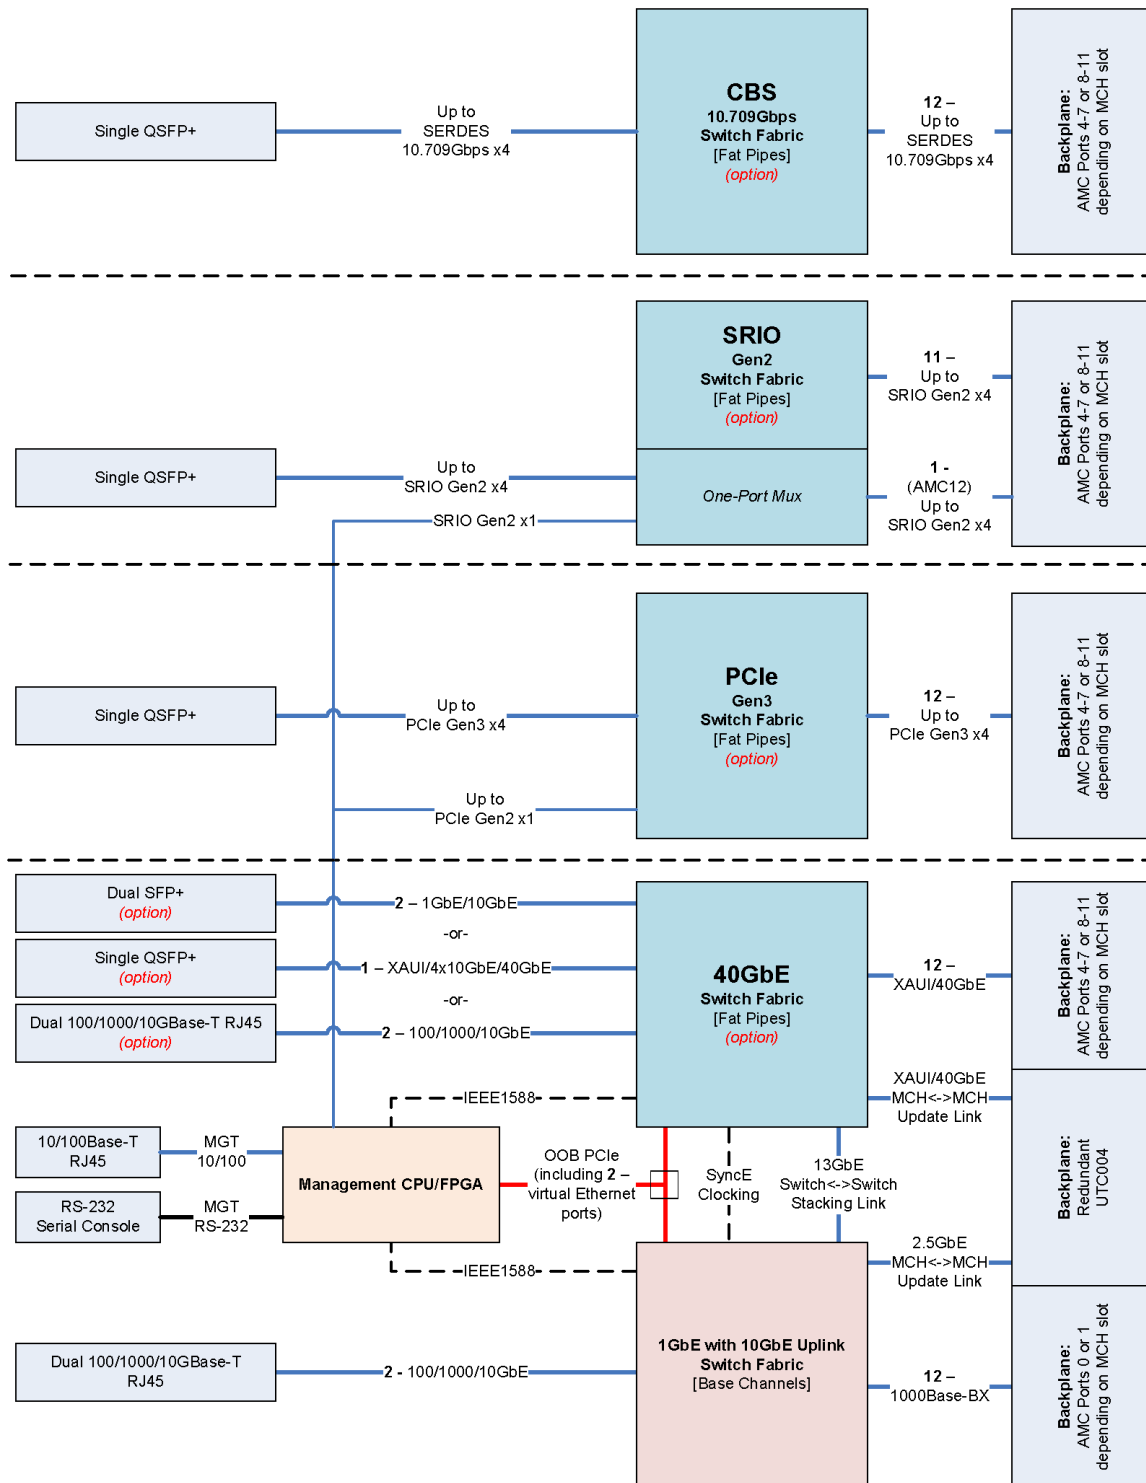 Single QSFP+
Up to
SERDES
10.709Gbps x4
CBS
10.709Gbps
Switch Fabric
[Fat Pipes]
(option)
12 –
Up to
SERDES
10.709Gbps x4
Backplane:
AMC Ports 4-7 or 8-11
depending on MCH slot
SRIO
Gen2
Switch Fabric
[Fat Pipes]
(option)
11 –
Up to
SRIO Gen2 x4
Backplane:
AMC Ports 4-7 or 8-11
depending on MCH slot
Single QSFP+
Up to
SRIO Gen2 x4
SRIO Gen2 x1
One-Port Mux
1 -
(AMC12)
Up to
SRIO Gen2 x4
Single QSFP+
Up to
PCIe Gen3 x4
Up to
PCIe Gen2 x1
PCIe
Gen3
Switch Fabric
[Fat Pipes]
(option)
12 –
Up to
PCIe Gen3 x4
Backplane:
AMC Ports 4-7 or 8-11
depending on MCH slot
Dual SFP+
(option)
2 – 1GbE/10GbE
-or-
Single QSFP+
(option)
1 – XAUI/4x10GbE/40GbE
-or-
Dual 100/1000/10GBase-T RJ45
(option)
2 – 100/1000/10GbE
40GbE
Switch Fabric
[Fat Pipes]
(option)
12 –
XAUI/40GbE
Backplane:
AMC Ports 4-7 or 8-11
depending on MCH slot
XAUI/40GbE
MCH<->MCH
Update Link
IEEE1588
10/100Base-T
RJ45
MGT
10/100
RS-232
Serial Console
MGT
RS-232
Management CPU/FPGA
OOB PCIe
(including 2 –
virtual Ethernet
ports)
SyncE
Clocking
13GbE
Switch<->Switch
Stacking Link
Backplane:
Redundant
UTC004
IEEE1588
2.5GbE
MCH<->MCH
Update Link
Dual 100/1000/10GBase-T
RJ45
2 - 100/1000/10GbE
1GbE with 10GbE Uplink
Switch Fabric
[Base Channels]
12 –
1000Base-BX
Backplane:
AMC Ports 0 or 1
depending on MCH slot